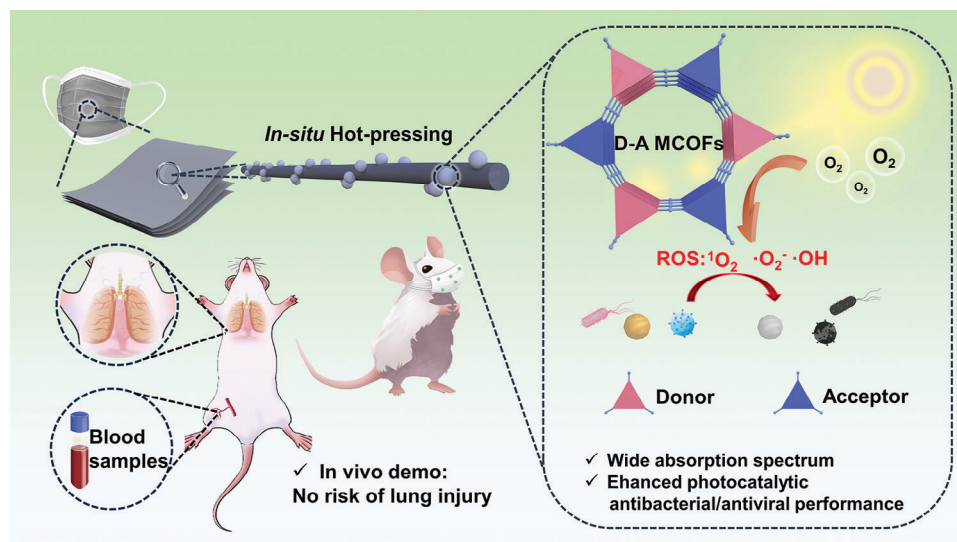 In-situ Hot-pressing
D-A MCOFs
O₂
O₂
O₂
ROS:¹O₂ ·O₂⁻ ·OH
Donor
Acceptor
Blood
samples
✓ In vivo demo:
No risk of lung injury
✓ Wide absorption spectrum
✓ Ehanced photocatalytic
antibacterial/antiviral performance